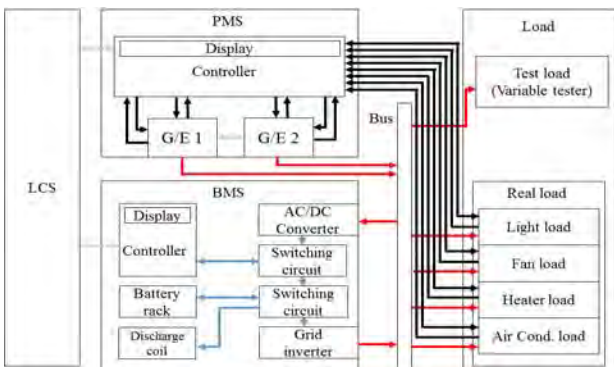 PMS
Display
Controller
G/E 1
G/E 2
LCS
Bus
Load
Test load
(Variable tester)
BMS
Display
Controller
AC/DC
Converter
Switching
circuit
Battery
rack
Switching
circuit
Discharge
coil
Grid
inverter
Real load
Light load
Fan load
Heater load
Air Cond. load